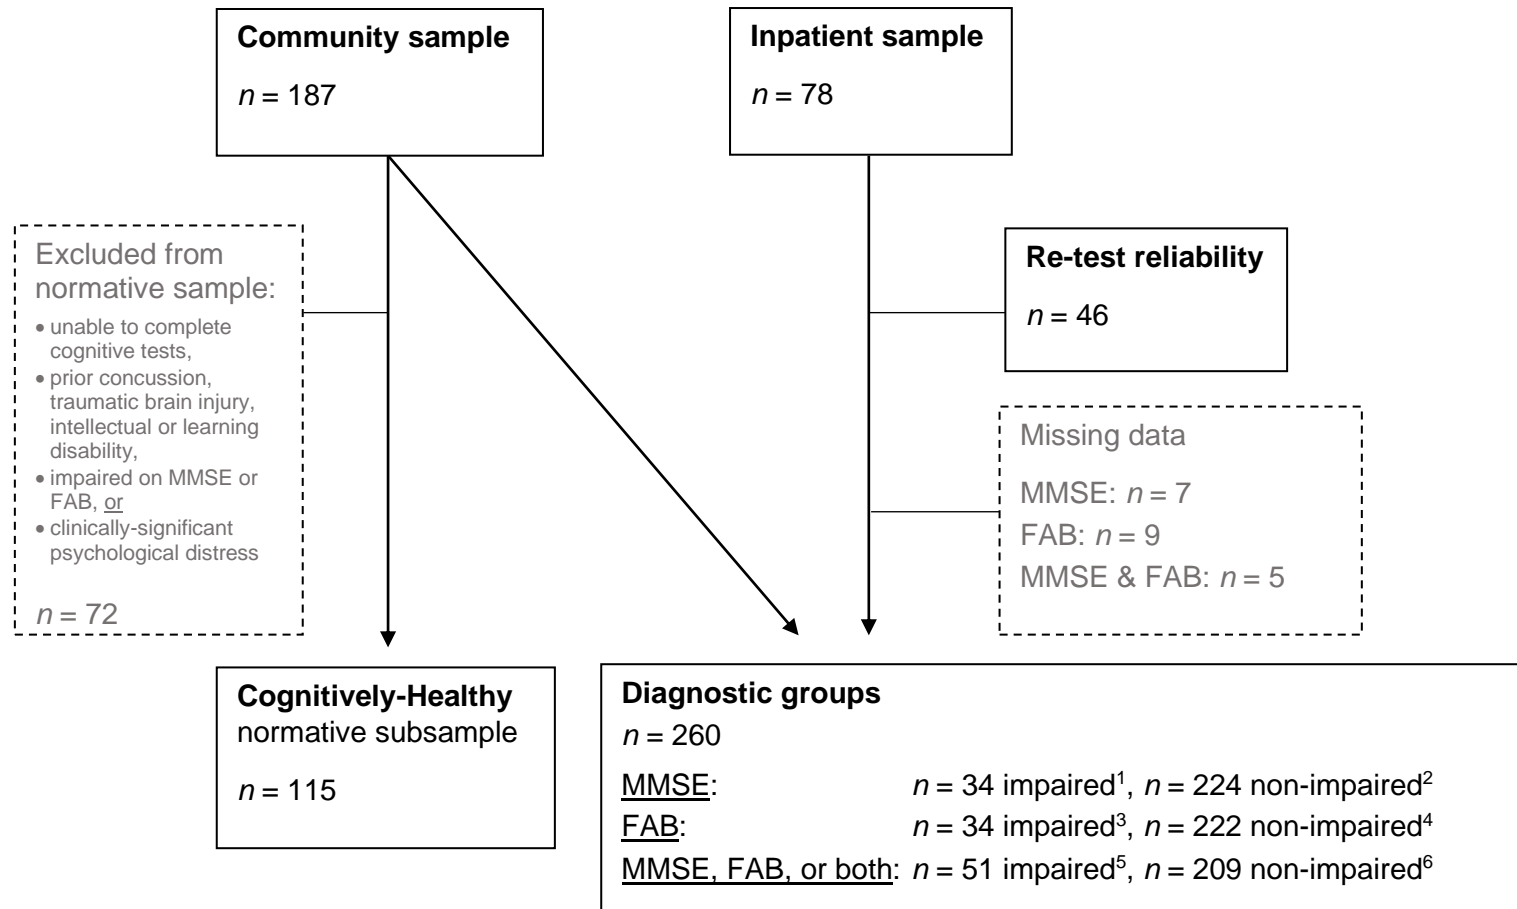 Community sample
n = 187
Inpatient sample
n = 78
Excluded from
normative sample:
• unable to complete
cognitive tests,
• prior concussion,
traumatic brain injury,
intellectual or learning
disability,
• impaired on MMSE or
FAB, or
• clinically-significant
psychological distress
n = 72
Re-test reliability
n = 46
Missing data
MMSE: n = 7
FAB: n = 9
MMSE & FAB: n = 5
Cognitively-Healthy
normative subsample
n = 115
Diagnostic groups
n = 260
MMSE: n = 34 impaired¹, n = 224 non-impaired²
FAB: n = 34 impaired³, n = 222 non-impaired⁴
MMSE, FAB, or both: n = 51 impaired⁵, n = 209 non-impaired⁶